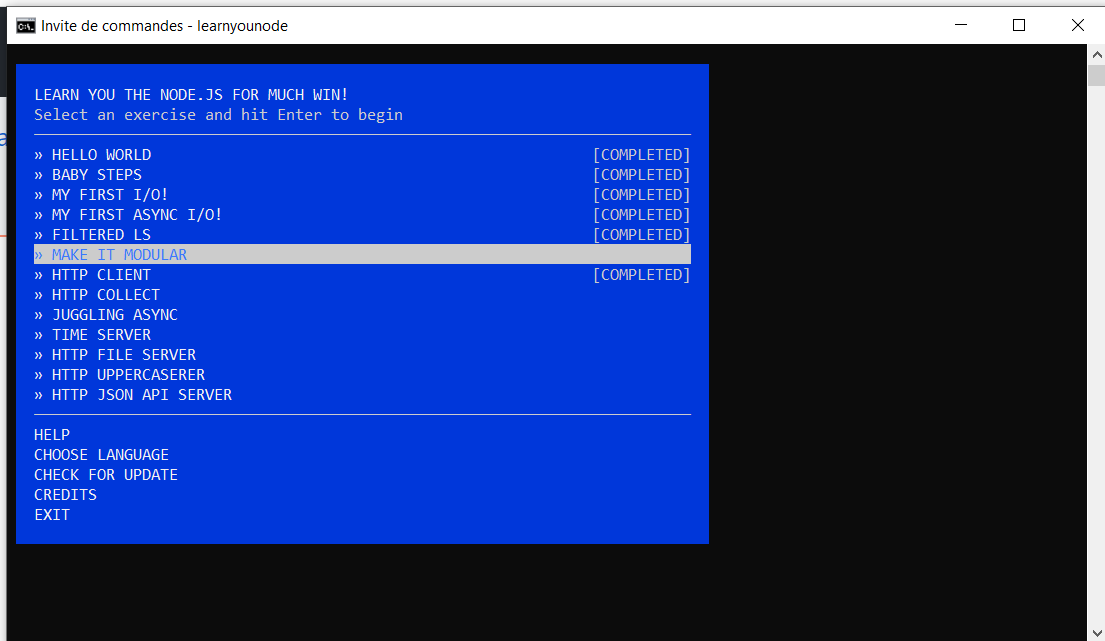 Invite de commandes - learnyounode
LEARN YOU THE NODE.JS FOR MUCH WIN!
Select an exercise and hit Enter to begin
» HELLO WORLD [COMPLETED]
» BABY STEPS [COMPLETED]
» MY FIRST I/O! [COMPLETED]
» MY FIRST ASYNC I/O! [COMPLETED]
» FILTERED LS [COMPLETED]
» MAKE IT MODULAR
» HTTP CLIENT [COMPLETED]
» HTTP COLLECT
» JUGGLING ASYNC
» TIME SERVER
» HTTP FILE SERVER
» HTTP UPPERCASERER
» HTTP JSON API SERVER
HELP
CHOOSE LANGUAGE
CHECK FOR UPDATE
CREDITS
EXIT